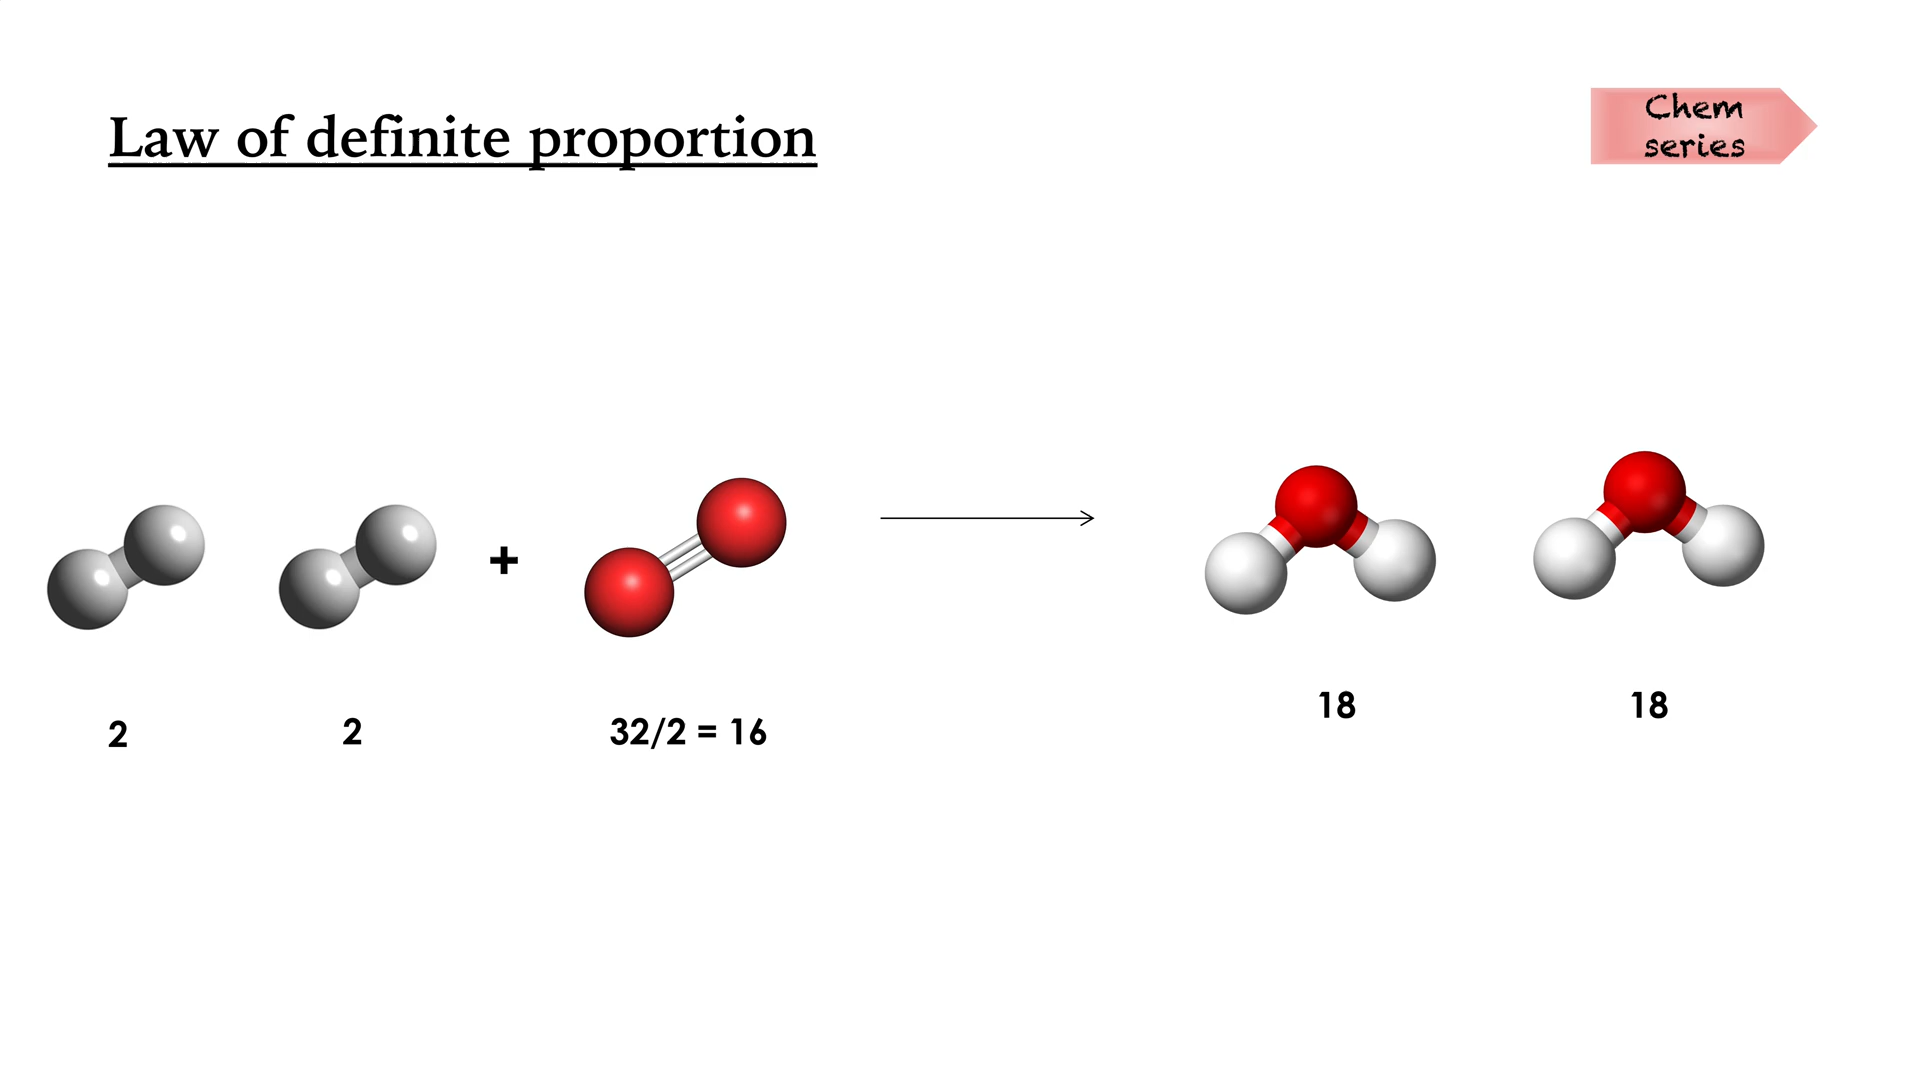 Law of definite proportion
Chem
series
+
2
2
32/2 = 16
18
18